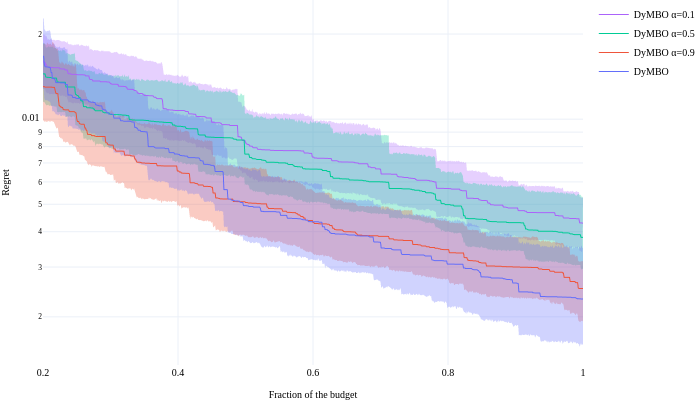 DyMBO α=0.1
DyMBO α=0.5
DyMBO α=0.9
DyMBO
2
0.01
9
8
7
6
5
4
3
2
Regret
0.2
0.4
0.6
0.8
1
Fraction of the budget